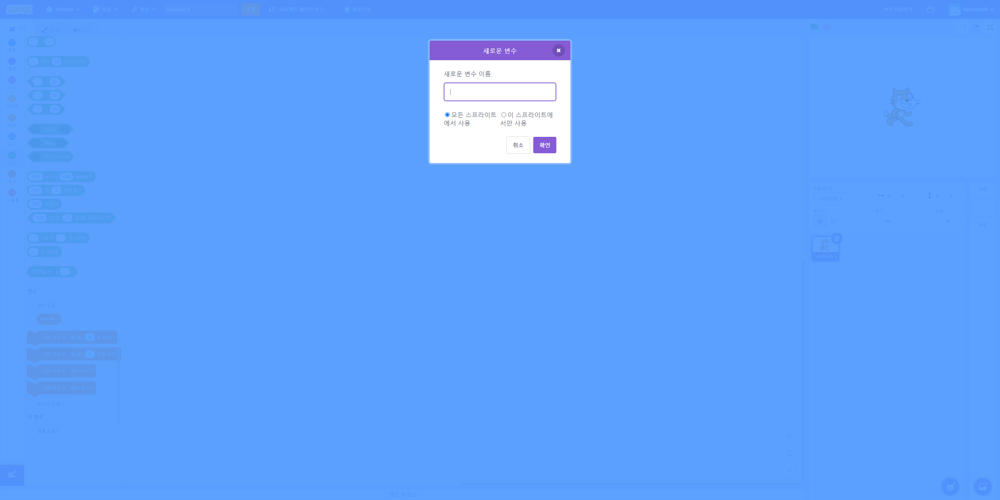 Settings
파일
편집
Untitled-4
공유
프로젝트 페이지 보기
튜토리얼
바로 저장하기
kyusung88
코드
모양
소리
동작
형태
소리
이벤트
제어
감지
연산
변수
내 블록
/
1 부터 10 사이의 난수
> 50
< 50
= 50
그리고
또는
이(가) 아니다
가위 와(과) 나무 결합하기
가위 의 1 번째 글자
가위 의 길이
가위 이(가) 가 을(를) 포함하는가?
나누기 의 나머지
의 반올림
절댓값 ( )
변수
변수 만들기
나의 변수
나의 변수 을(를) 0 로 정하기
나의 변수 을(를) 1 만큼 바꾸기
나의 변수 변수 보이기
나의 변수 변수 숨기기
리스트 만들기
내 블록
블록 만들기
새로운 변수
새로운 변수 이름:
모든 스프라이트
에서 사용
이 스프라이트에
서만 사용
취소
확인
스프라이트
스프라이트 1
x 0
y 0
보이기
크기
100
방향
90
스프라이트 1
무대
배경
1
개인 저장소